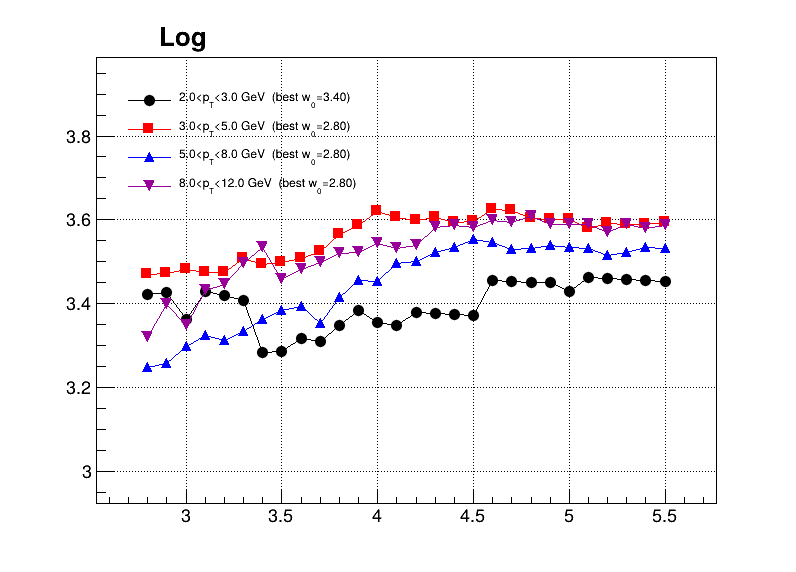 Log
2.0<p_T<3.0 GeV (best w_0=3.40)
3.0<p_T<5.0 GeV (best w_0=2.80)
5.0<p_T<8.0 GeV (best w_0=2.80)
8.0<p_T<12.0 GeV (best w_0=2.80)
3.8
3.6
3.4
3.2
3
3 3.5 4 4.5 5 5.5